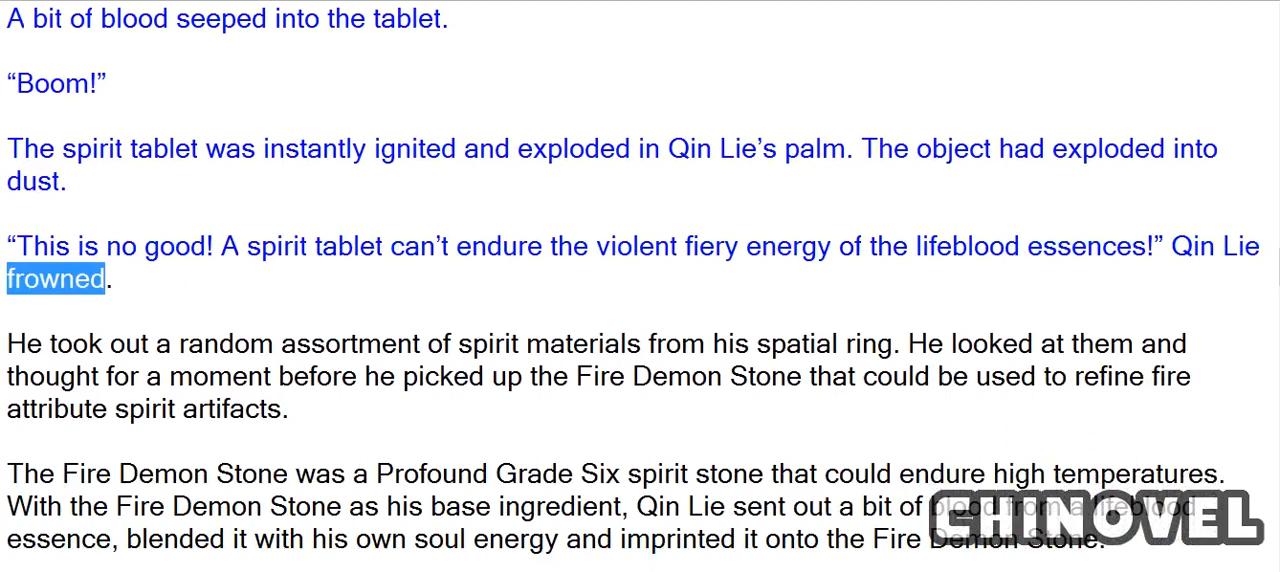 A bit of blood seeped into the tablet.
“Boom!”
The spirit tablet was instantly ignited and exploded in Qin Lie’s palm. The object had exploded into
dust.
“This is no good! A spirit tablet can’t endure the violent fiery energy of the lifeblood essences!” Qin Lie
frowned.
He took out a random assortment of spirit materials from his spatial ring. He looked at them and
thought for a moment before he picked up the Fire Demon Stone that could be used to refine fire
attribute spirit artifacts.
The Fire Demon Stone was a Profound Grade Six spirit stone that could endure high temperatures.
With the Fire Demon Stone as his base ingredient, Qin Lie sent out a bit of blood from a lifeblood
essence, blended it with his own soul energy and imprinted it onto the Fire Demon Stone.
CHINOVEL